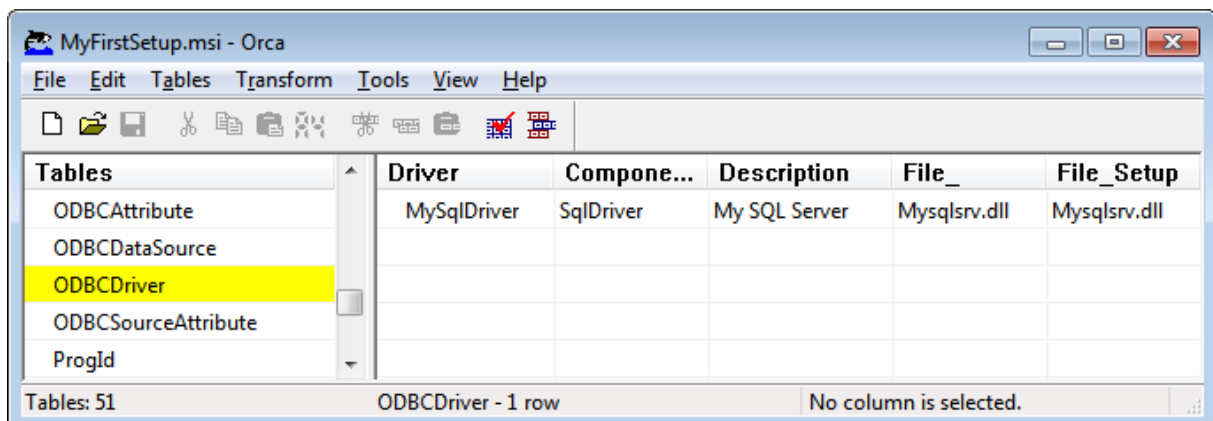 MyFirstSetup.msi - Orca
File Edit Tables Transform Tools View Help
Tables Driver Compone... Description File_ File_Setup
ODBCAttribute MySqlDriver SqlDriver My SQL Server Mysqlsrv.dll Mysqlsrv.dll
ODBCDataSource
ODBCDriver
ODBCSourceAttribute
ProgId
Tables: 51 ODBCDriver - 1 row No column is selected.